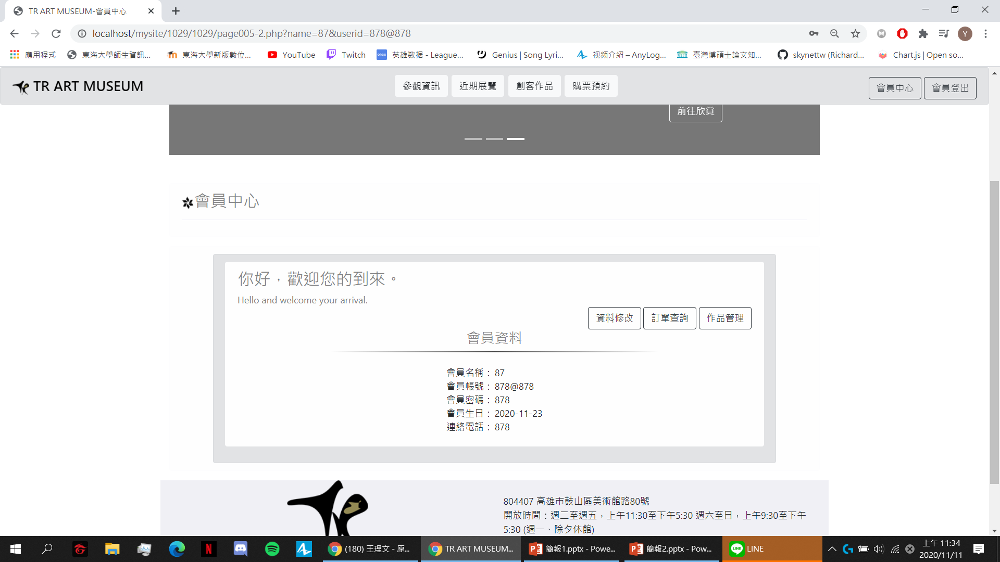 TR ART MUSEUM-會員中心
localhost/mysite/1029/1029/page005-2.php?name=87&userid=878@878
Y
應用程式
東海大學師生資訊...
東海大學新版數位...
YouTube
Twitch
OPGG
英雄数据 - League...
Genius | Song Lyri...
视频介绍 – AnyLog...
臺灣博碩士論文知...
skynettw (Richard...
Chart.js | Open so...
TR ART MUSEUM
參觀資訊
近期展覽
創客作品
購票預約
會員中心
會員登出
前往欣賞
會員中心
你好，歡迎您的到來。
Hello and welcome your arrival.
資料修改
訂單查詢
作品管理
會員資料
會員名稱： 87
會員帳號： 878@878
會員密碼： 878
會員生日： 2020-11-23
連絡電話： 878
804407 高雄市鼓山區美術館路80號
開放時間：週二至週五，上午11:30至下午5:30 週六至日，上午9:30至下午
5:30 (週一、除夕休館)
(180) 王理文 - 原...
TR ART MUSEUM...
簡報1.pptx - Powe...
簡報2.pptx - Pow...
LINE
上午 11:34
2020/11/11